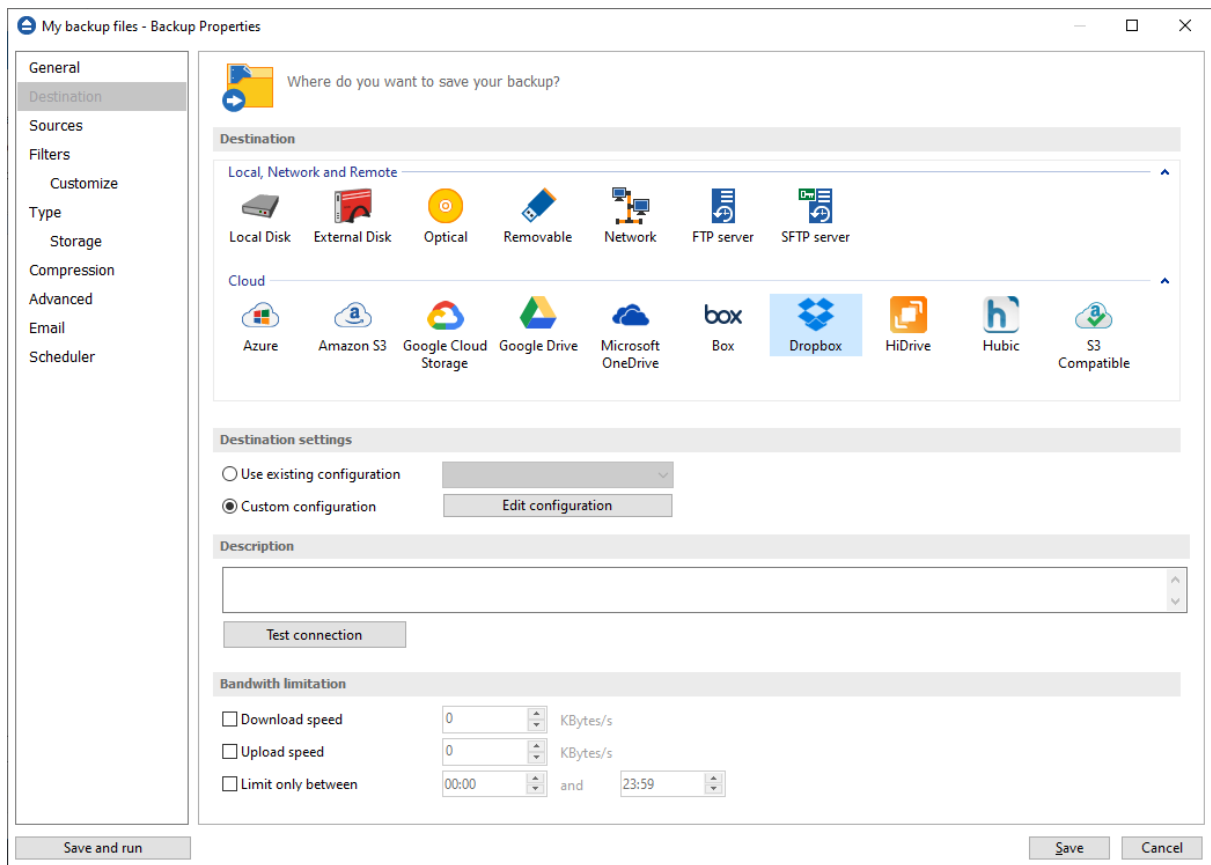 My backup files - Backup Properties
General
Destination
Sources
Filters
Customize
Type
Storage
Compression
Advanced
Email
Scheduler
Where do you want to save your backup?
Destination
Local, Network and Remote
Local Disk External Disk Optical Removable Network FTP server SFTP server
Cloud
a box h a
Azure Amazon S3 Google Cloud Google Drive Microsoft Box Dropbox HiDrive Hubic S3
Storage OneDrive Compatible
Destination settings
Use existing configuration
Custom configuration Edit configuration
Description
Test connection
Bandwith limitation
Download speed 0 KBytes/s
Upload speed 0 KBytes/s
Limit only between 00:00 and 23:59
Save and run Save Cancel